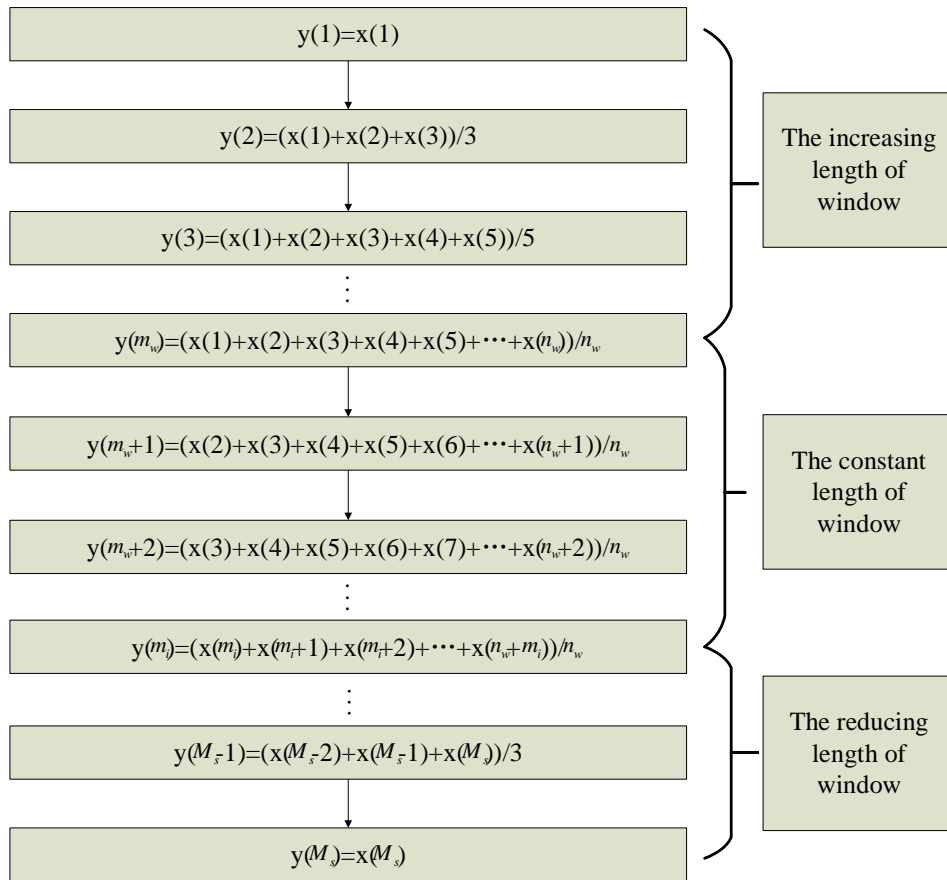 y(1)=x(1)
y(2)=(x(1)+x(2)+x(3))/3
y(3)=(x(1)+x(2)+x(3)+x(4)+x(5))/5
⋮
y(m_w)=(x(1)+x(2)+x(3)+x(4)+x(5)+···+x(n_w))/n_w
y(m_w+1)=(x(2)+x(3)+x(4)+x(5)+x(6)+···+x(n_w+1))/n_w
y(m_w+2)=(x(3)+x(4)+x(5)+x(6)+x(7)+···+x(n_w+2))/n_w
⋮
y(m_i)=(x(m_i)+x(m_i+1)+x(m_i+2)+···+x(n_w+m_i))/n_w
⋮
y(M_s-1)=(x(M_s-2)+x(M_s-1)+x(M_s))/3
y(M_s)=x(M_s)
The increasing
length of
window
The constant
length of
window
The reducing
length of
window